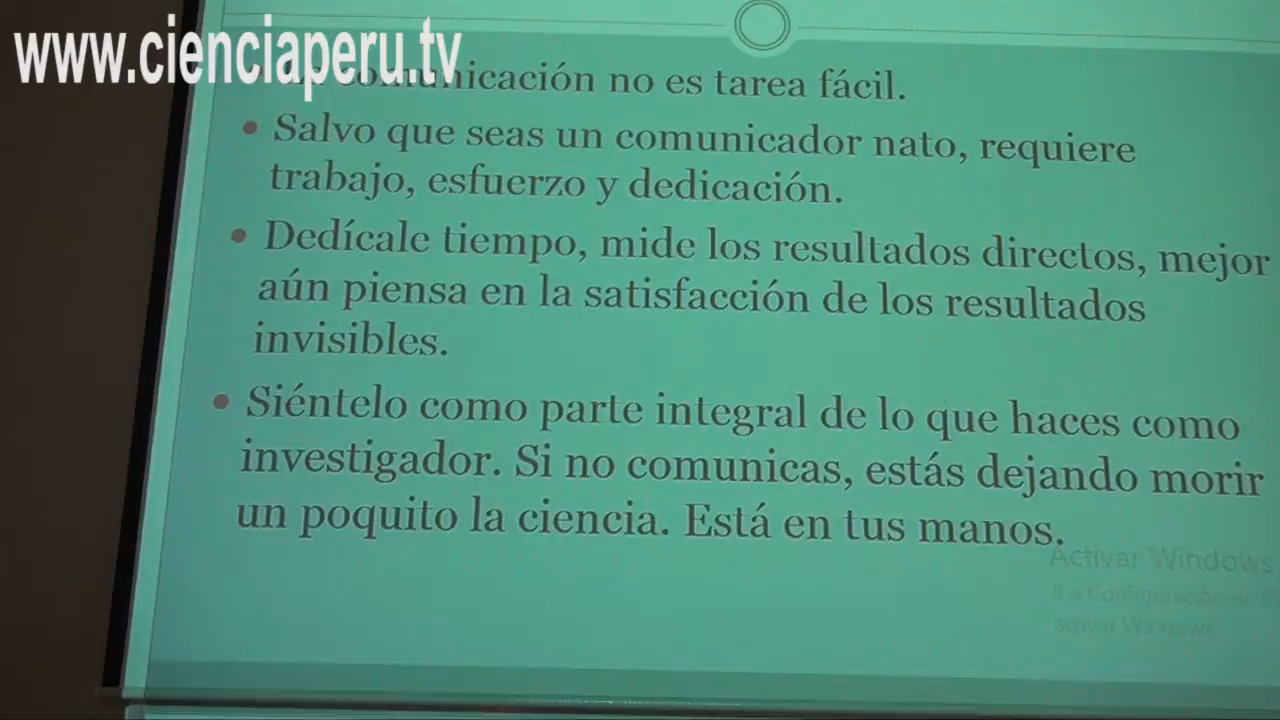 www.cienciaperu.tv
comunicación no es tarea fácil.
• Salvo que seas un comunicador nato, requiere
trabajo, esfuerzo y dedicación.
• Dedícale tiempo, mide los resultados directos, mejor
aún piensa en la satisfacción de los resultados
invisibles.
• Siéntelo como parte integral de lo que haces como
investigador. Si no comunicas, estás dejando morir
un poquito la ciencia. Está en tus manos.
Activar Windows
Ir a Configuración de
activar Windows